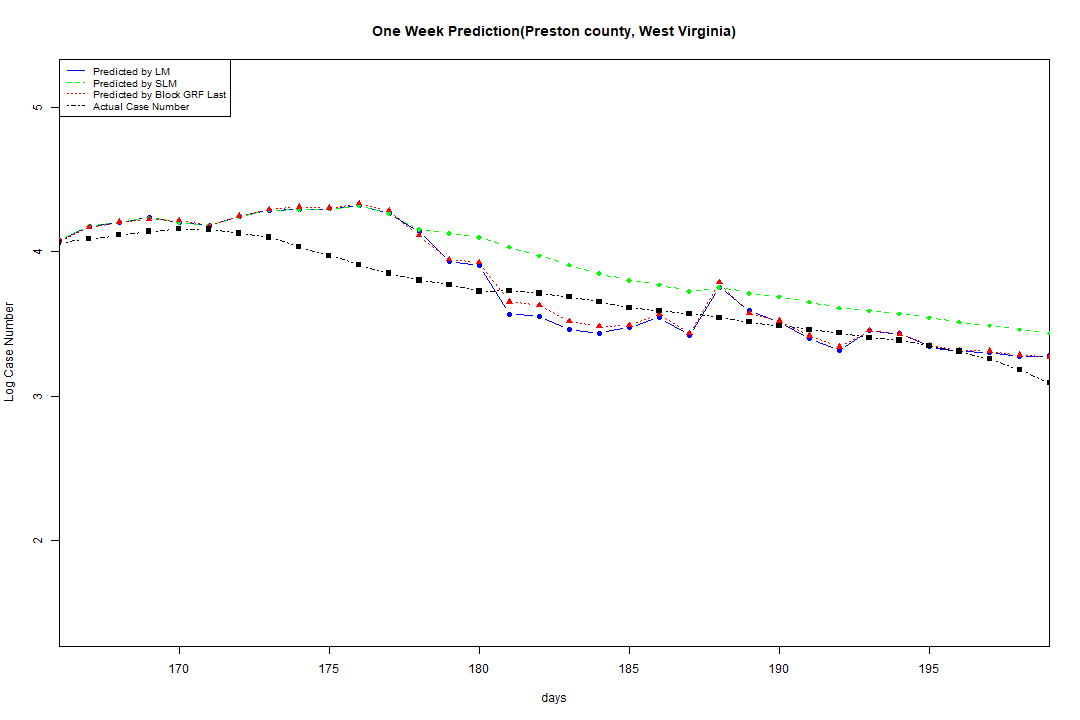 One Week Prediction(Preston county, West Virginia)
Predicted by LM
Predicted by SLM
Predicted by Block GRF Last
Actual Case Number
5
4
3
2
Log Case Number
170 175 180 185 190 195
days